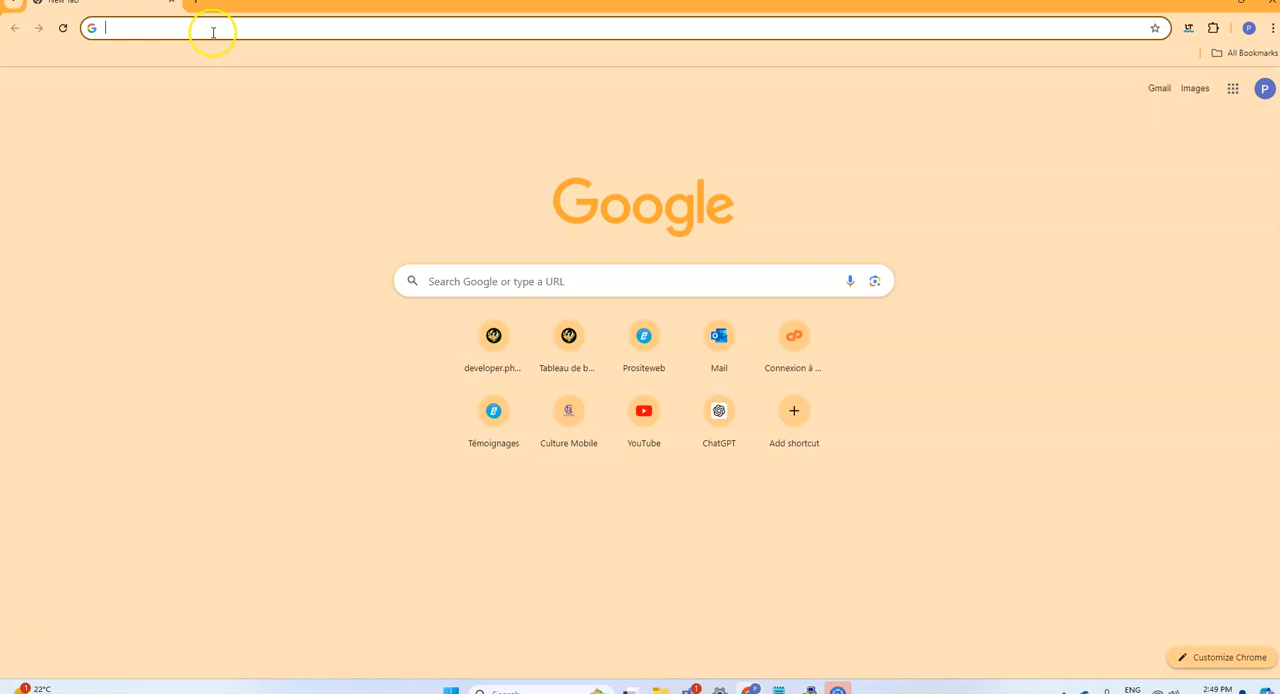 New Tab
All Bookmarks
Gmail Images
P
Google
Search Google or type a URL
developer.ph... Tableau de b... Prositeweb Mail Connexion à ...
Témoignages Culture Mobile YouTube ChatGPT Add shortcut
Customize Chrome
22°C
Search
ENG
2:49 PM